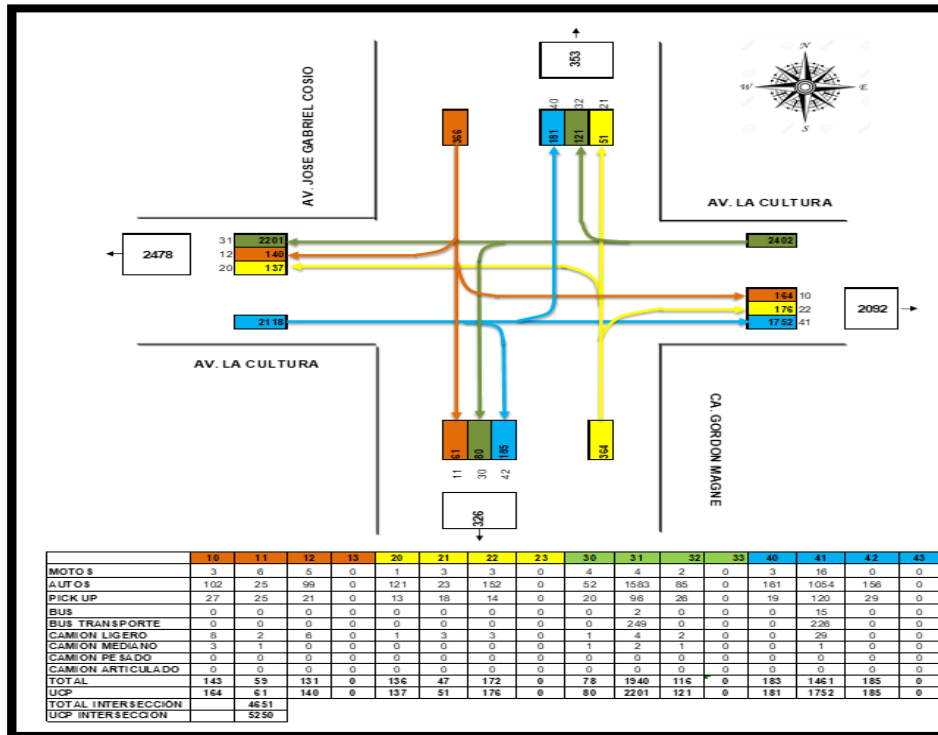 353
N
W E
S
40 32 21
366 181 121 51
AV. JOSE GABRIEL COSIO
AV. LA CULTURA
2478
31 2201
12 140
20 137
2402
2118
164 10
176 22
1752 41
2092
AV. LA CULTURA
CA. GORDON MAGNE
61 80 185 364
11 30 42
326
10 11 12 13 20 21 22 23 30 31 32 33 40 41 42 43
MOTOS 3 6 5 0 1 3 3 0 4 4 2 0 3 16 0 0
AUTOS 102 25 99 0 121 23 152 0 52 1583 85 0 161 1054 156 0
PICK UP 27 25 21 0 13 18 14 0 20 96 26 0 19 120 29 0
BUS 0 0 0 0 0 0 0 0 0 2 0 0 0 15 0 0
BUS TRANSPORTE 0 0 0 0 0 0 0 0 0 249 0 0 0 226 0 0
CAMION LIGERO 8 2 6 0 1 3 3 0 1 4 2 0 0 29 0 0
CAMION MEDIANO 3 1 0 0 0 0 0 0 1 2 1 0 0 1 0 0
CAMION PESADO 0 0 0 0 0 0 0 0 0 0 0 0 0 0 0 0
CAMION ARTICULADO 0 0 0 0 0 0 0 0 0 0 0 0 0 0 0 0
TOTAL 143 59 131 0 136 47 172 0 78 1940 116 0 183 1461 185 0
UCP 164 61 140 0 137 51 176 0 80 2201 121 0 181 1752 185 0
TOTAL INTERSECCIÓN 4651
UCP INTERSECCION 5250